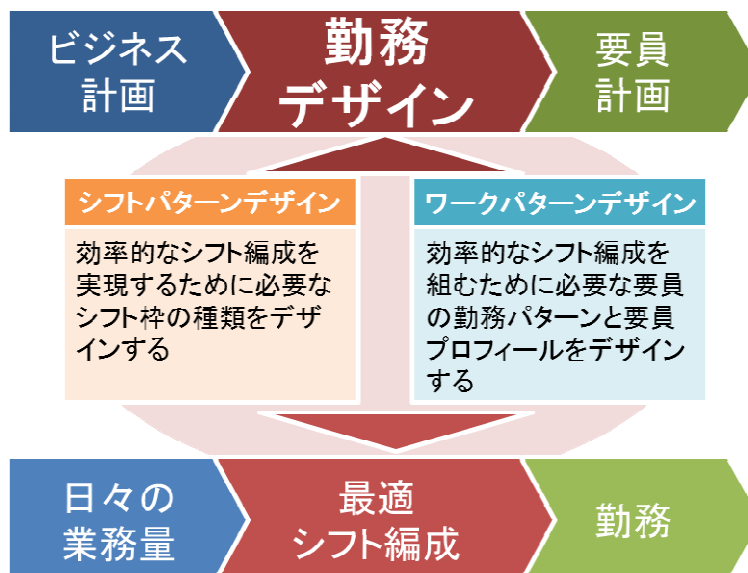 ビジネス
計画
勤務
デザイン
要員
計画
シフトパターンデザイン
効率的なシフト編成を
実現するために必要な
シフト枠の種類をデザ
インする
ワークパターンデザイン
効率的なシフト編成を
組むために必要な要員
の勤務パターンと要員
プロフィールをデザイン
する
日々の
業務量
最適
シフト編成
勤務